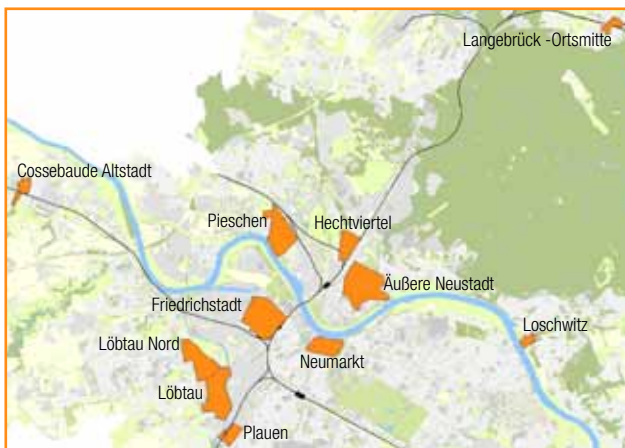 Langebrück -Ortsmitte
Cossebaude Altstadt
Pieschen
Hechtviertel
Äußere Neustadt
Friedrichstadt
Löbtau Nord
Neumarkt
Loschwitz
Löbtau
Plauen